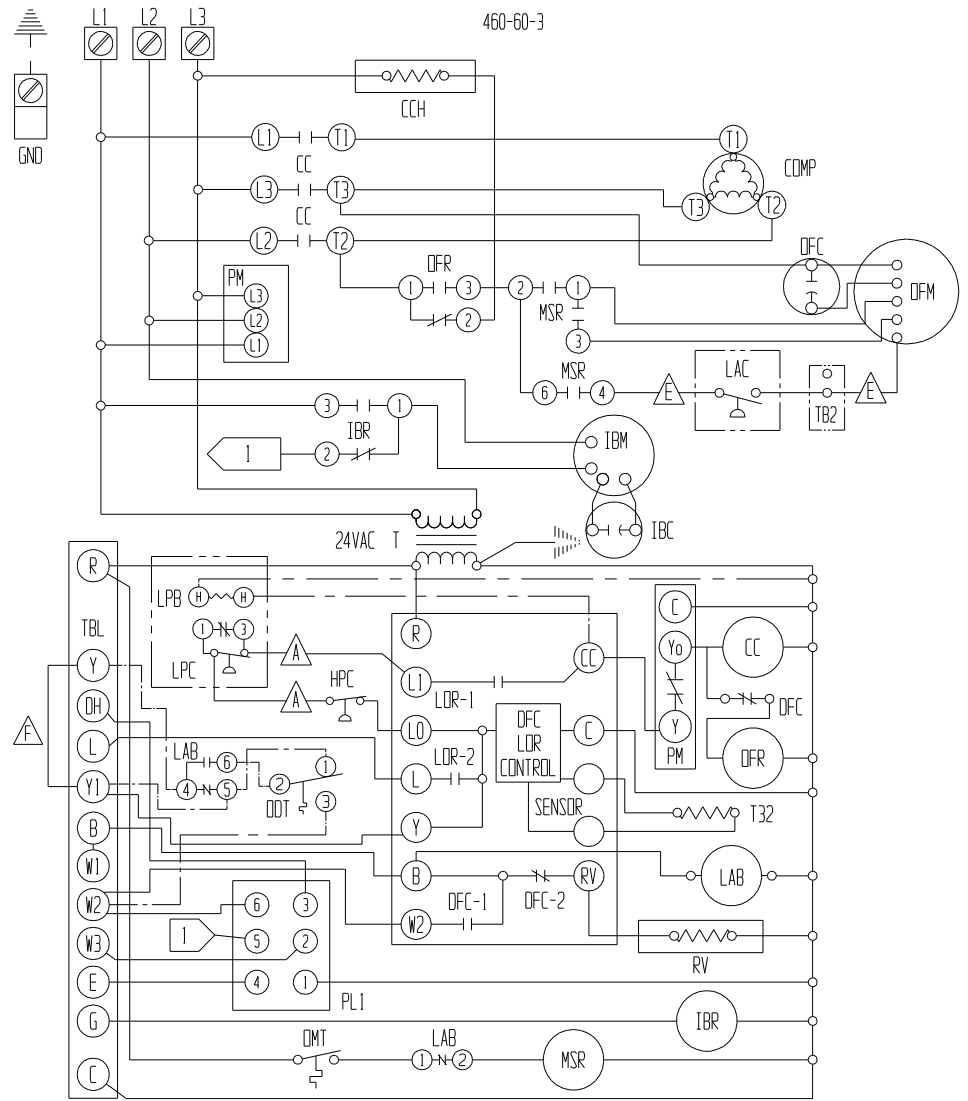 L1 L2 L3 460-60-3
GND
CCH
L1 T1 T1
CC COMP
L3 T3 T3 T2
CC
L2 T2 OFC
OFR
PM
L3 1 3 2 1 OFM
L2 2 MSR
L1 3
MSR LAC
6 4 E E
TB2
3 1
IBR IBM
1 2
24VAC T IBC
R
LPB H H C
TBL 1 3 R Yo CC
Y LPC A CC
HPC L1 LOR-1
DH A OFC
F L0 DFC C Y
L LOR-2 LOR PM OFR
LAB 6 1 L CONTROL
Y1 4 5 2
ODT 3 SENSOR T32
B Y
W1 B RV LAB
W2 6 3 DFC-1 DFC-2
W2
1 5 2
W3 RV
E 4 1
PL1
G IBR
OMT LAB
1 2 MSR
C